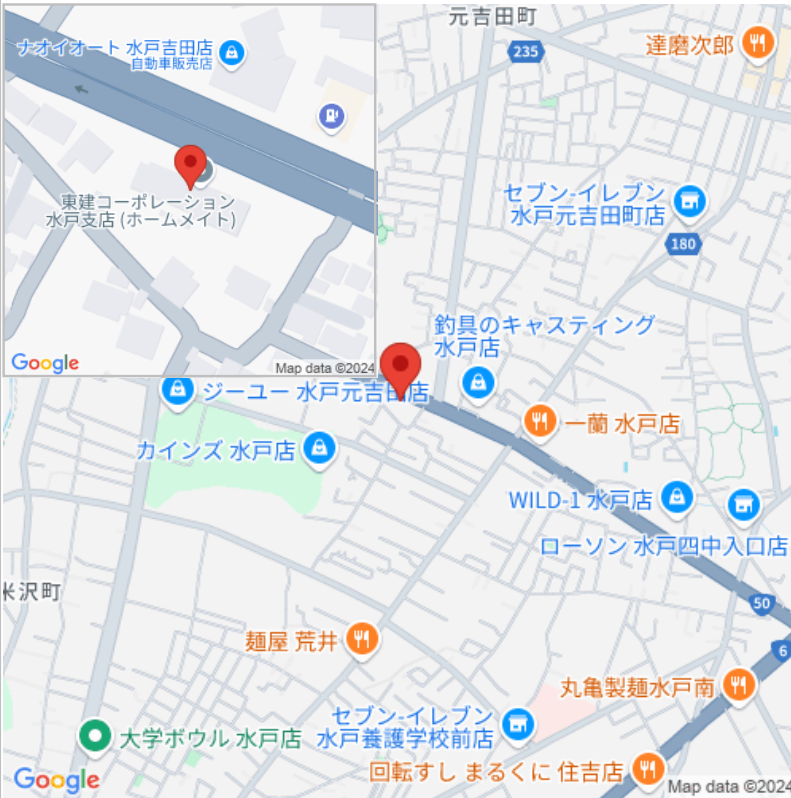 ナオイオート 水戸吉田店
自動車販売店
東建コーポレーション
水戸支店 (ホームメイト)
Google
Map data ©2024
元吉田町
235
達磨次郎
セブン-イレブン
水戸元吉田町店
180
釣具のキャスティング
水戸店
ジーユー 水戸元吉田店
一蘭 水戸店
カインズ 水戸店
WILD-1 水戸店
ローソン 水戸四中入口店
米沢町
50
6
麺屋 荒井
丸亀製麺水戸南
セブン-イレブン
水戸養護学校前店
大学ボウル 水戸店
回転すし まるくに 住吉店
Google
Map data ©2024